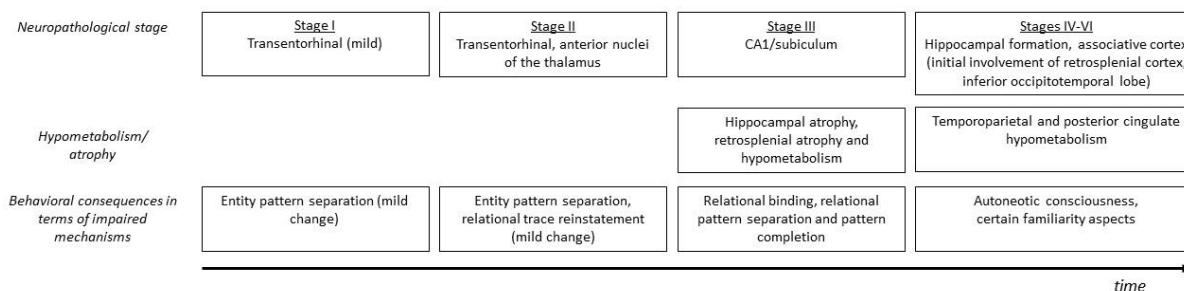 Neuropathological stage
Stage I
Transentorhinal (mild)
Stage II
Transentorhinal, anterior nuclei
of the thalamus
Stage III
CA1/subiculum
Stages IV-VI
Hippocampal formation, associative cortex
(initial involvement of retrosplenial cortex,
inferior occipitotemporal lobe)
Hypometabolism/
atrophy
Hippocampal atrophy,
retrosplenial atrophy and
hypometabolism
Temporoparietal and posterior cingulate
hypometabolism
Behavioral consequences in
terms of impaired
mechanisms
Entity pattern separation (mild
change)
Entity pattern separation,
relational trace reinstatement
(mild change)
Relational binding, relational
pattern separation and pattern
completion
Autoneotic consciousness,
certain familiarity aspects
time